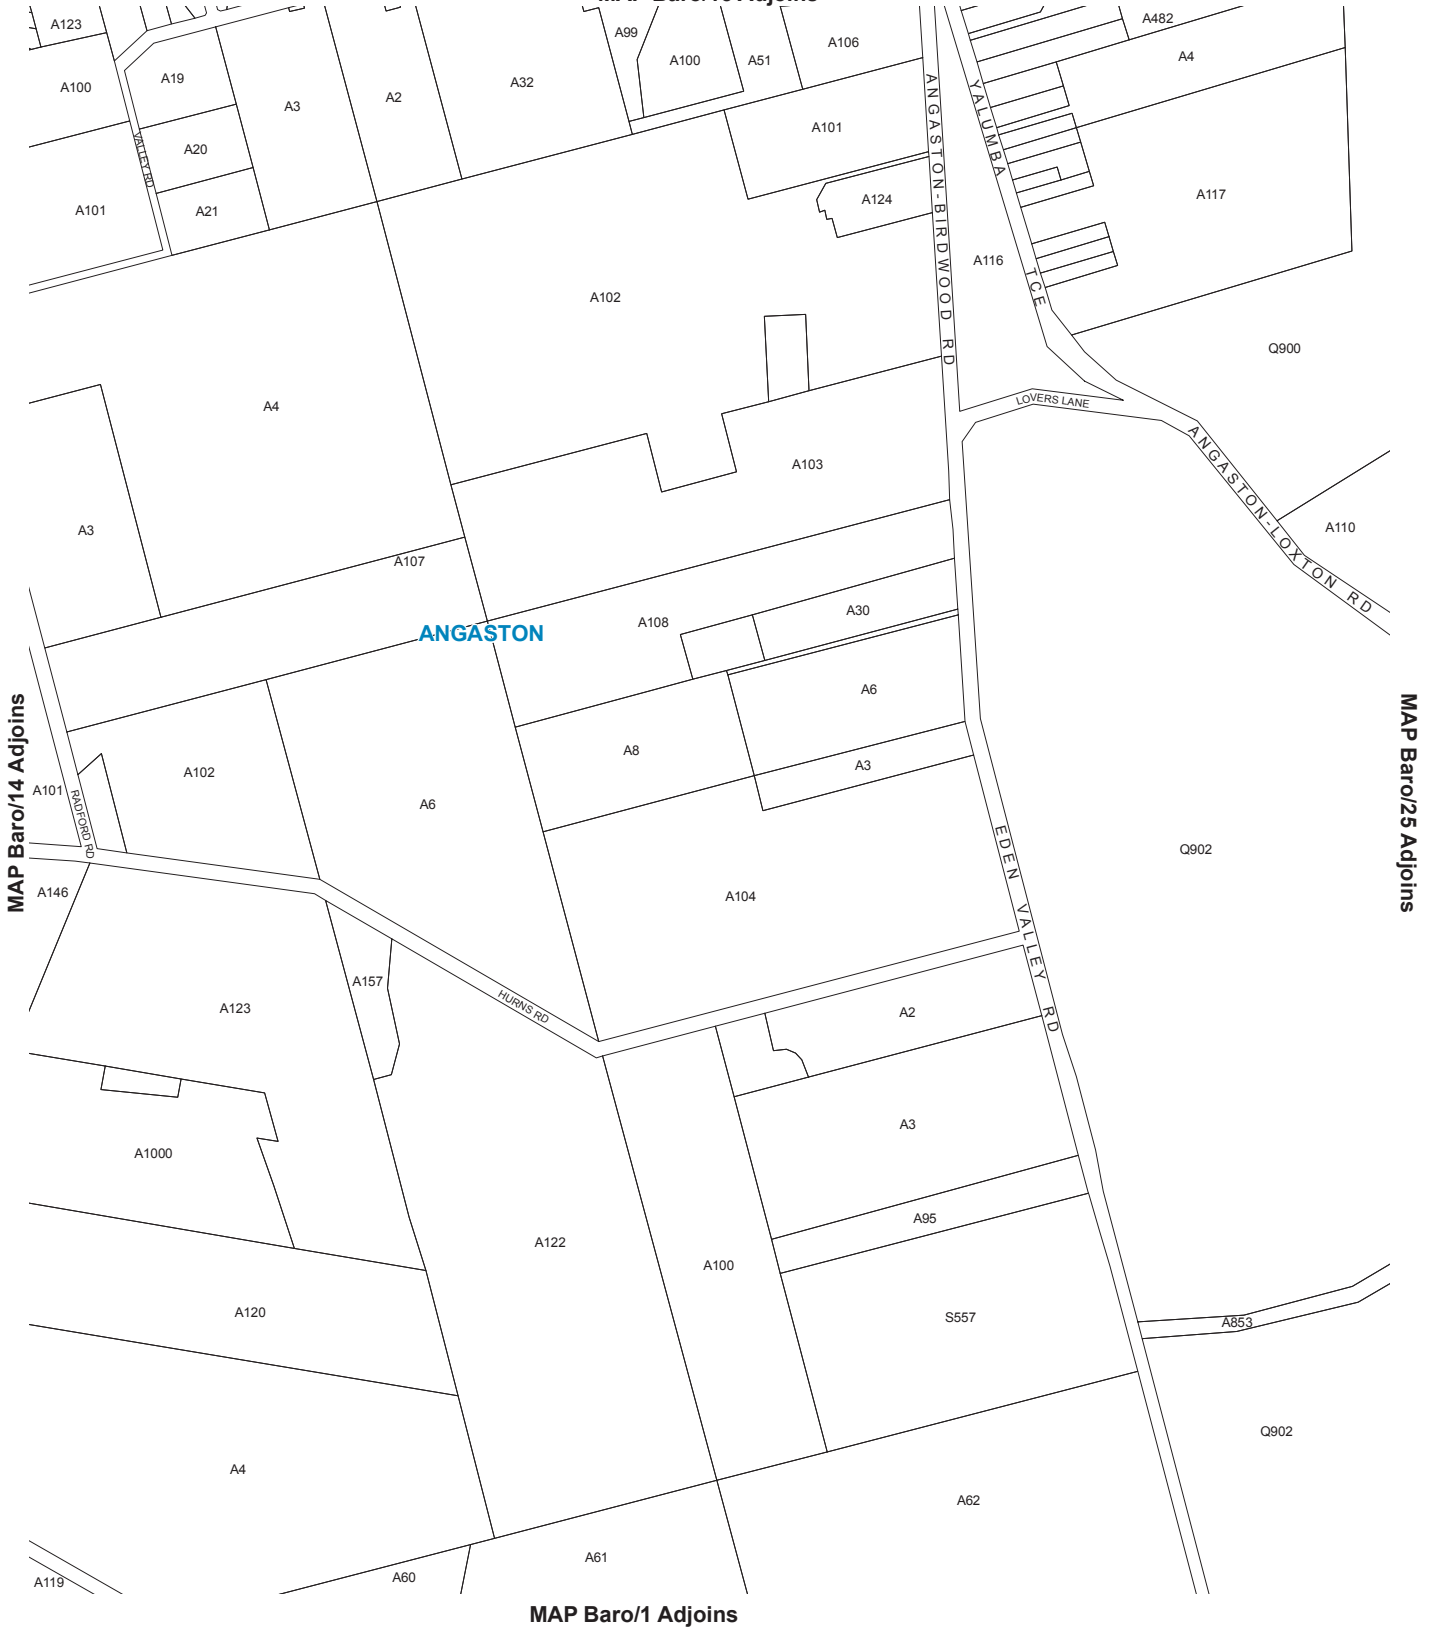 A123
A99
A100
A51
A106
A482
A4
A100
A19
A3
A2
A32
A101
VALLEY RD
A20
A101
A21
A124
A117
ANGASTON-BIRDWOOD RD
YALUMBA TCE
A116
A102
Q900
A4
LOVERS LANE
A103
ANGASTON-LOXTON RD
A3
A110
A107
ANGASTON
A108
A30
A6
A8
A3
MAP Baro/14 Adjoins
MAP Baro/25 Adjoins
A101
RADFORD RD
A102
A6
EDEN VALLEY RD
Q902
A146
A104
A157
HURNS RD
A123
A2
A3
A1000
A95
A122
A100
A120
S557
A853
Q902
A4
A62
A119
A60
A61
MAP Baro/1 Adjoins